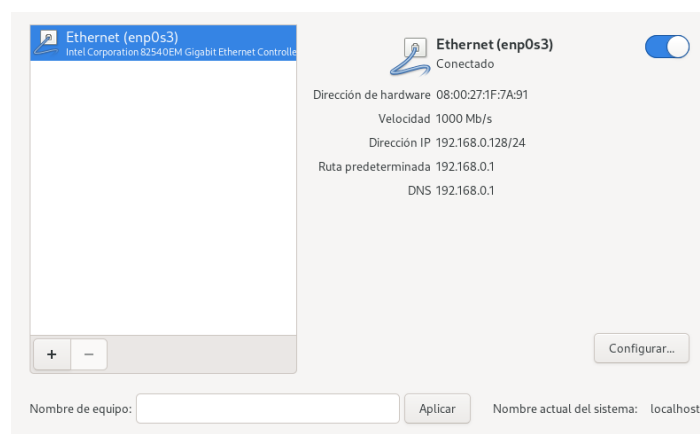 Ethernet (enp0s3)
Intel Corporation 82540EM Gigabit Ethernet Controlle
Ethernet (enp0s3)
Conectado
Dirección de hardware 08:00:27:1F:7A:91
Velocidad 1000 Mb/s
Dirección IP 192.168.0.128/24
Ruta predeterminada 192.168.0.1
DNS 192.168.0.1
+ −
Configurar...
Nombre de equipo: Aplicar Nombre actual del sistema: localhost